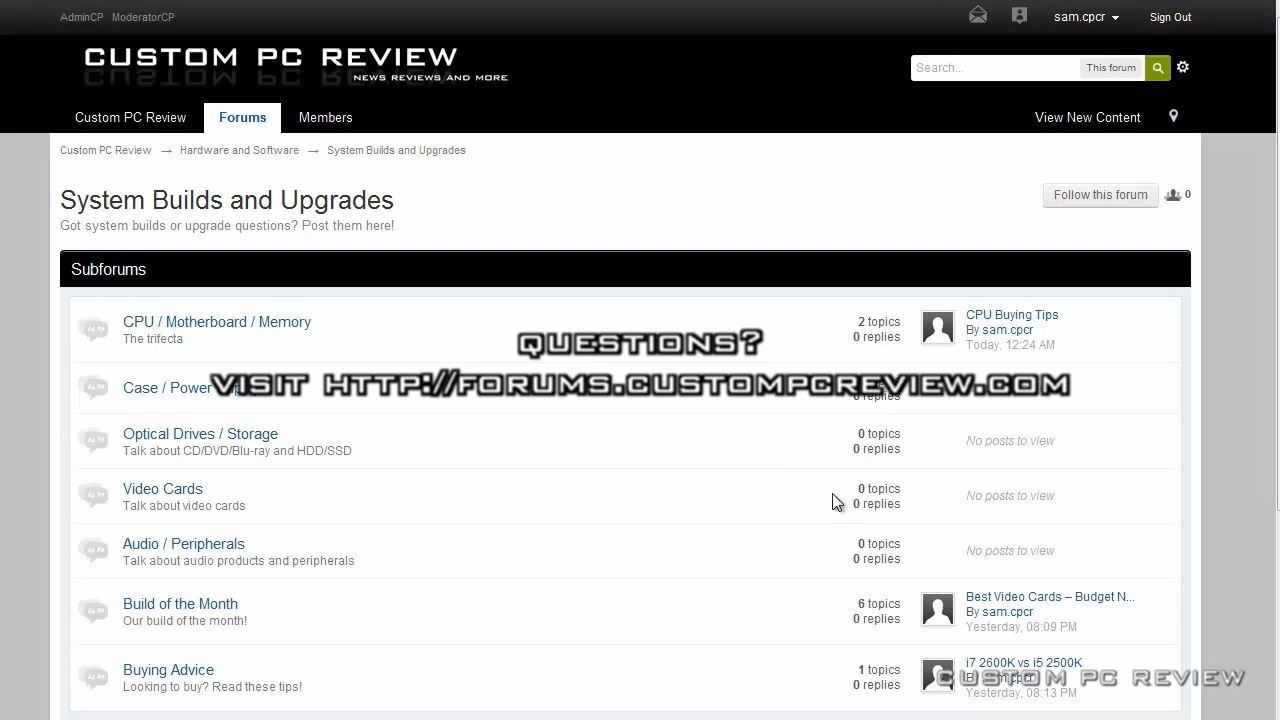 AdminCP ModeratorCP
sam.cpcr Sign Out
CUSTOM PC REVIEW
NEWS REVIEWS AND MORE
Search... This forum
Custom PC Review Forums Members View New Content
Custom PC Review → Hardware and Software → System Builds and Upgrades
System Builds and Upgrades
Follow this forum 0
Got system builds or upgrade questions? Post them here!
Subforums
CPU / Motherboard / Memory
The trifecta
2 topics
0 replies
CPU Buying Tips
By sam.cpcr
Today, 12:24 AM
QUESTIONS?
VISIT HTTP://FORUMS.CUSTOMPCREVIEW.COM
Case / Power
0 replies
Optical Drives / Storage
Talk about CD/DVD/Blu-ray and HDD/SSD
0 topics
0 replies
No posts to view
Video Cards
Talk about video cards
0 topics
0 replies
No posts to view
Audio / Peripherals
Talk about audio products and peripherals
0 topics
0 replies
No posts to view
Build of the Month
Our build of the month!
6 topics
0 replies
Best Video Cards – Budget N...
By sam.cpcr
Yesterday, 08:09 PM
Buying Advice
Looking to buy? Read these tips!
1 topics
0 replies
i7 2600K vs i5 2500K
By sam.cpcr
Yesterday, 08:13 PM
CUSTOM PC REVIEW